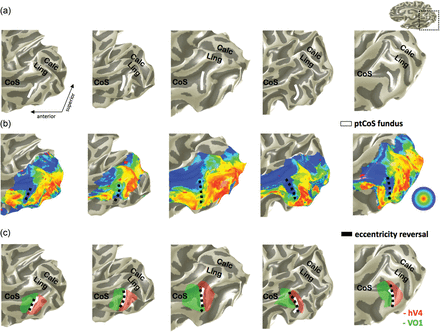 (a)
Calc
Ling
CoS
Calc
Ling
CoS
Calc
Ling
CoS
Calc
Ling
CoS
Calc
Ling
CoS
anterior
superior
ptCoS fundus
(b)
eccentricity reversal
(c)
Calc
Ling
CoS
Calc
Ling
CoS
Calc
Ling
CoS
Calc
Ling
CoS
Calc
Ling
CoS
- hV4
- VO1